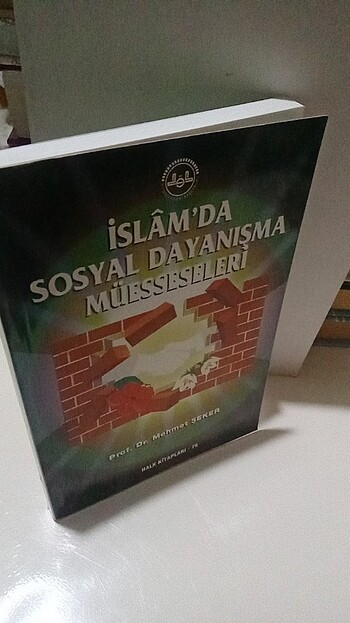 İSLÂM'DA
SOSYAL DAYANIŞMA
MÜESSESELERİ
Prof. Dr. Mehmet ŞEKER
HALK KİTAPLARI - 76